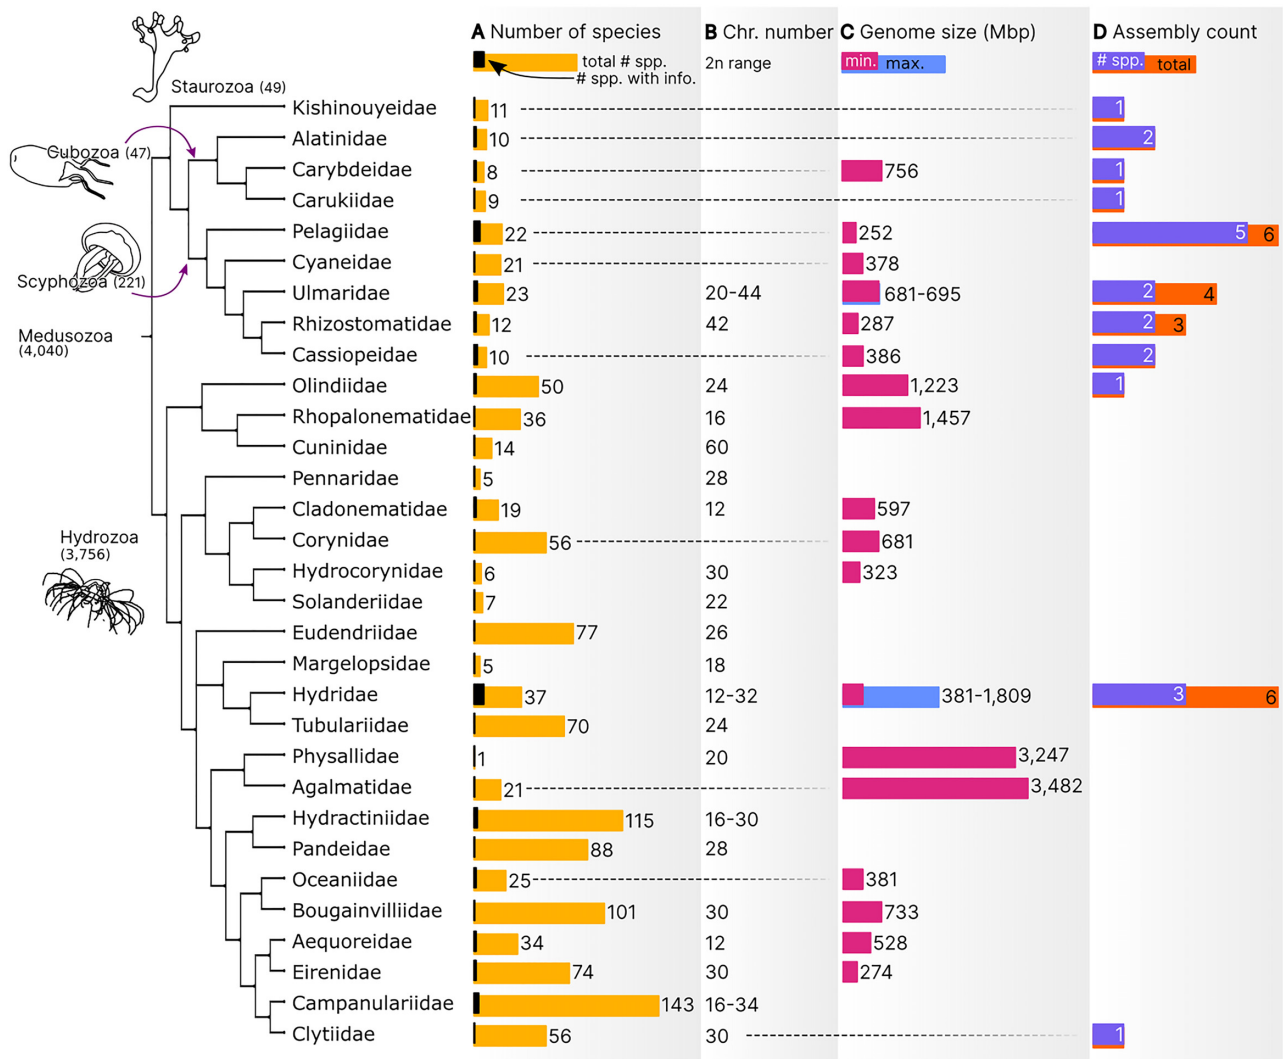 A Number of species B Chr. number C Genome size (Mbp) D Assembly count
total # spp.
# spp. with info.
2n range
min. max.
# spp. total
Staurozoa (49)
Kishinouyeidae 11 1
Alatinidae 10 2
Cubozoa (47)
Carybdeidae 8 756 1
Carukiidae 9 1
Pelagiidae 22 252 5 6
Cyaneidae 21 378
Scyphozoa (221)
Ulmaridae 23 20-44 681-695 2 4
Rhizostomatidae 12 42 287 2 3
Medusozoa
(4,040)
Cassiopeidae 10 386 2
Olindiidae 50 24 1,223 1
Rhopalonematidae 36 16 1,457
Cuninidae 14 60
Pennaridae 5 28
Cladonematidae 19 12 597
Hydrozoa
(3,756)
Corynidae 56 681
Hydrocorynidae 6 30 323
Solanderiidae 7 22
Eudendriidae 77 26
Margelopsidae 5 18
Hydridae 37 12-32 381-1,809 3 6
Tubulariidae 70 24
Physallidae 1 20 3,247
Agalmatidae 21 3,482
Hydractiniidae 115 16-30
Pandeidae 88 28
Oceaniidae 25 381
Bougainvilliidae 101 30 733
Aequoreidae 34 12 528
Eirenidae 74 30 274
Campanulariidae 143 16-34
Clytiidae 56 30 1